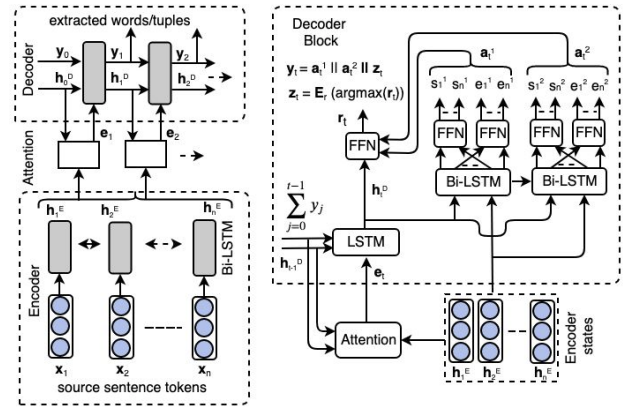 extracted words/tuples
Decoder
y₀ y₁ y₂
h₀ᴰ h₁ᴰ h₂ᴰ
e₁ e₂
Attention
h₁ᴱ h₂ᴱ hₙᴱ
Encoder
Bi-LSTM
x₁ x₂ xₙ
source sentence tokens
Decoder
Block
yₜ = aₜ¹ || aₜ² || zₜ
zₜ = Eᵣ (argmax(rₜ))
aₜ¹ aₜ²
s₁¹ sₙ¹ e₁¹ eₙ¹ s₁² sₙ² e₁² eₙ²
rₜ
FFN FFN FFN FFN FFN
Bi-LSTM Bi-LSTM
hₜᴰ
t−1
∑ yⱼ
j=0
LSTM
hₜ₋₁ᴰ
eₜ
Attention
h₁ᴱ h₂ᴱ hₙᴱ
Encoder
states